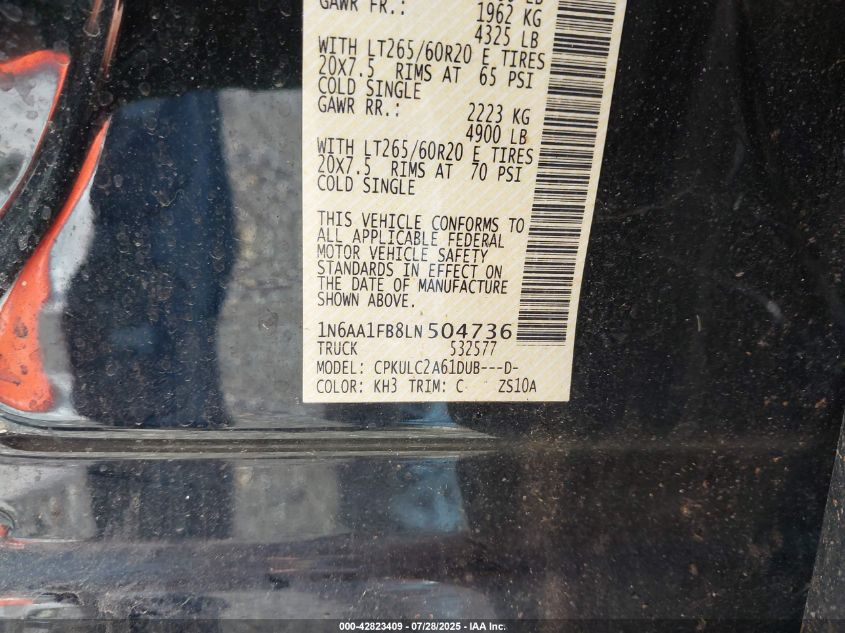 GAWR FR.:
1962 KG
4325 LB
WITH LT265/60R20 E TIRES
20X7.5 RIMS AT 65 PSI
COLD SINGLE
GAWR RR.: 2223 KG
4900 LB
WITH LT265/60R20 E TIRES
20X7.5 RIMS AT 70 PSI
COLD SINGLE
THIS VEHICLE CONFORMS TO
ALL APPLICABLE FEDERAL
MOTOR VEHICLE SAFETY
STANDARDS IN EFFECT ON
THE DATE OF MANUFACTURE
SHOWN ABOVE.
1N6AA1FB8LN504736
TRUCK 532577
MODEL: CPKULC2A61DUB---D-
COLOR: KH3 TRIM: C ZS10A
000-42823409 - 07/28/2025 - IAA Inc.